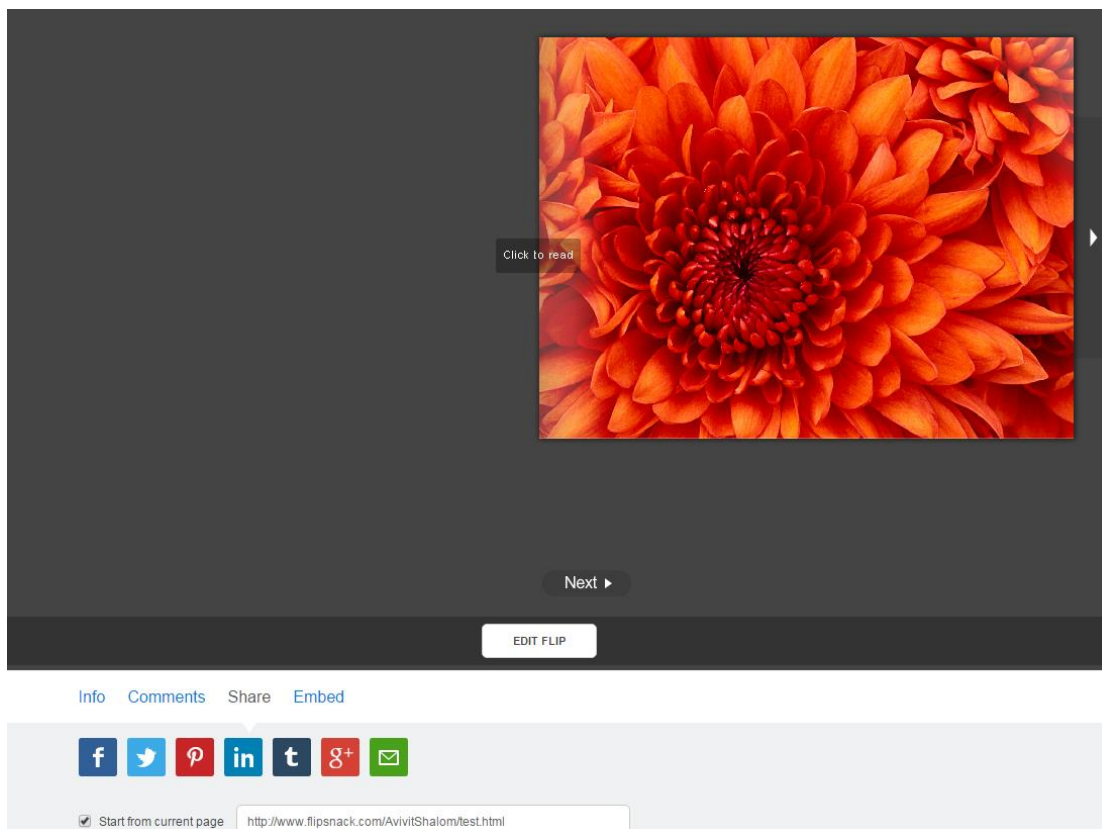 Click to read
Next
EDIT FLIP
Info Comments Share Embed
f in t g+
Start from current page http://www.flipsnack.com/AvivitShalom/test.html